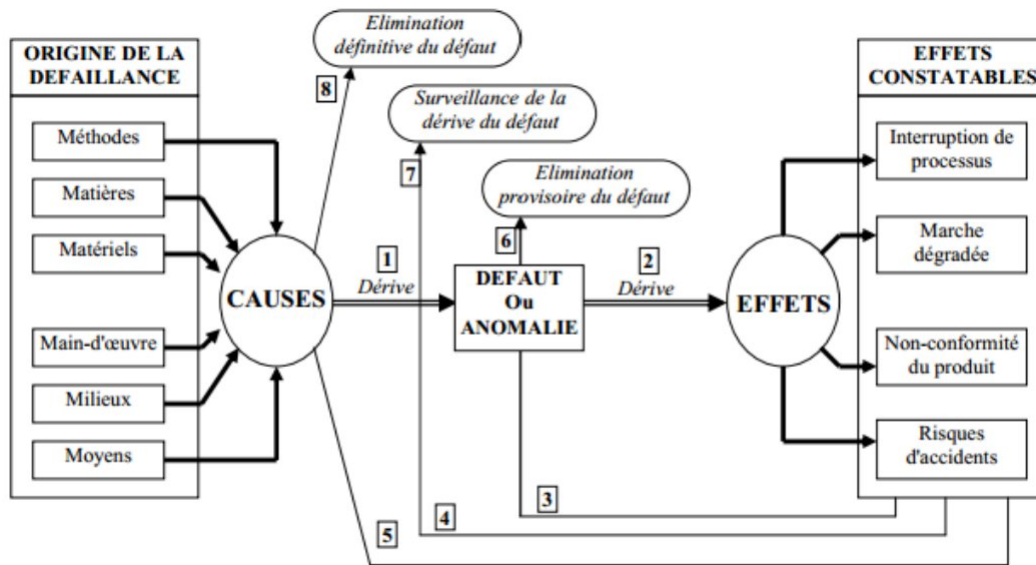 Elimination
définitive du défaut
ORIGINE DE LA
DEFAILLANCE
EFFETS
CONSTATABLES
8
Surveillance de la
dérive du défaut
Méthodes
Interruption de
processus
7
Elimination
provisoire du défaut
Matières
Matériels
6
Marche
dégradée
1
Dérive
2
Dérive
CAUSES
DEFAUT
Ou
ANOMALIE
EFFETS
Main-d'œuvre
Non-conformité
du produit
Milieux
Moyens
Risques
d'accidents
3
4
5